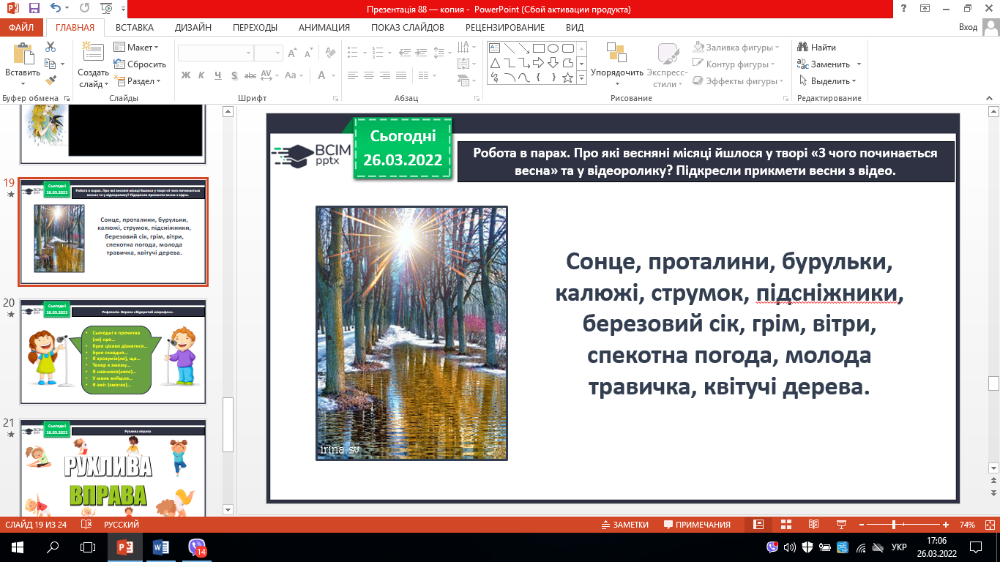 Презентація 88 — копия - PowerPoint (Сбой активации продукта)
ФАЙЛ ГЛАВНАЯ ВСТАВКА ДИЗАЙН ПЕРЕХОДЫ АНИМАЦИЯ ПОКАЗ СЛАЙДОВ РЕЦЕНЗИРОВАНИЕ ВИД Вход
Вставить
Создать
слайд
Макет
Сбросить
Раздел
Упорядочить
Экспресс-
стили
Заливка фигуры
Контур фигуры
Эффекты фигуры
Найти
Заменить
Выделить
Буфер обмена Слайды Шрифт Абзац Рисование Редактирование
19
Сьогодні
26.03.2022
Робота в парах. Про які весняні місяці йшлося у творі «З чого починається
весна» та у відеоролику? Підкресли прикмети весни з відео.
Сонце, проталини, бурульки,
калюжі, струмок, підсніжники,
березовий сік, грім, вітри,
спекотна погода, молода
травичка, квітучі дерева.
20
Сьогодні
26.03.2022
Рефлексія. Вправа «Відкритий мікрофон».
Сьогодні я прочитав
(ла) про...
Було цікаво дізнатися...
Було складно...
Я зрозумів(ла), що...
Тепер я зможу...
Я навчився(лася)...
У мене вийшло...
Я зміг (змогла)...
21
Сьогодні
26.03.2022
Рухлива вправа
РУХЛИВА
ВПРАВА
ВСІМ
pptx
Сьогодні
26.03.2022
Робота в парах. Про які весняні місяці йшлося у творі «З чого починається
весна» та у відеоролику? Підкресли прикмети весни з відео.
Сонце, проталини, бурульки,
калюжі, струмок, підсніжники,
березовий сік, грім, вітри,
спекотна погода, молода
травичка, квітучі дерева.
irina sv
СЛАЙД 19 ИЗ 24 РУССКИЙ ЗАМЕТКИ ПРИМЕЧАНИЯ 74%
14
УКР
17:06
26.03.2022